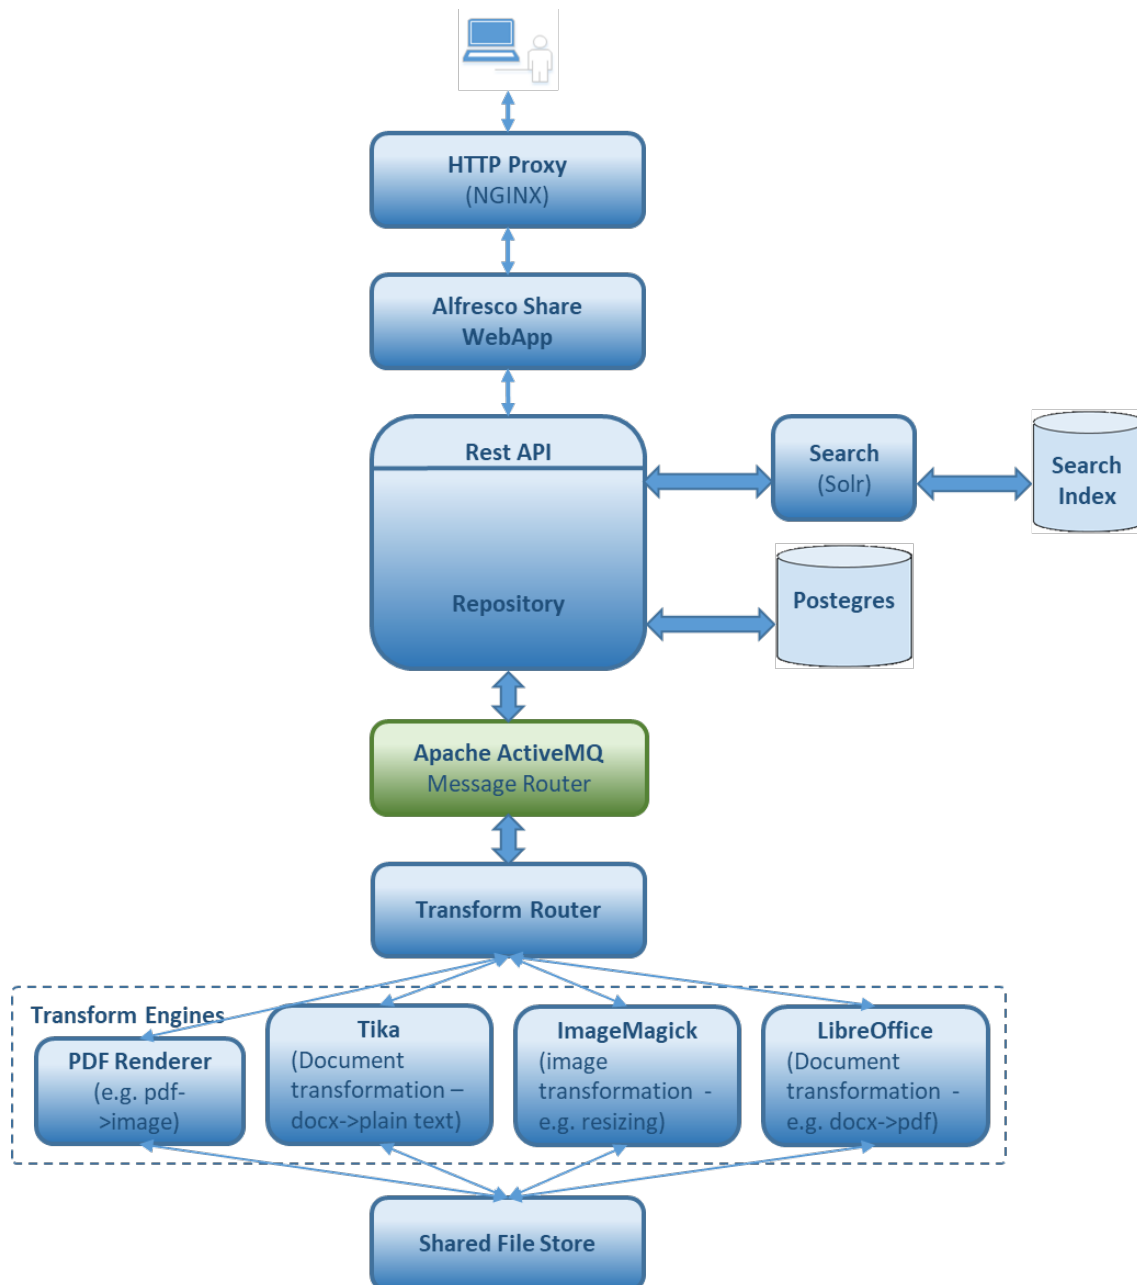 HTTP Proxy
(NGINX)
Alfresco Share
WebApp
Rest API
Repository
Search
(Solr)
Search
Index
Postegres
Apache ActiveMQ
Message Router
Transform Router
Transform Engines
PDF Renderer
(e.g. pdf-
>image)
Tika
(Document
transformation –
docx->plain text)
ImageMagick
(image
transformation -
e.g. resizing)
LibreOffice
(Document
transformation -
e.g. docx->pdf)
Shared File Store